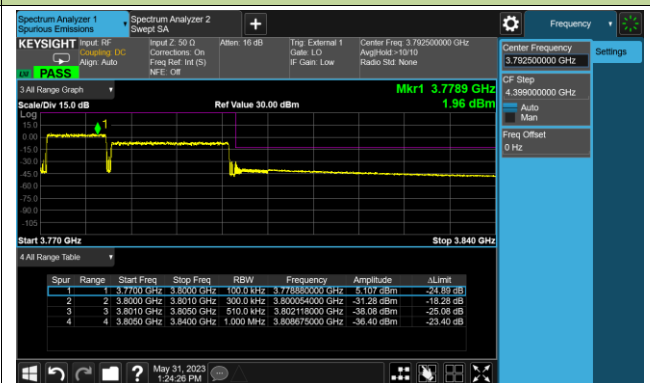 Spectrum Analyzer 1
Spurious Emissions
Spectrum Analyzer 2
Swept SA
+
Frequency
KEYSIGHT
Input: RF
Coupling: DC
Align: Auto
Input Z: 50 Ω
Corrections: On
Freq Ref: Int (S)
NFE: Off
Atten: 16 dB
Trig: External 1
Gate: LO
IF Gain: Low
Center Freq: 3.792500000 GHz
Avg|Hold:>10/10
Radio Std: None
PASS
Center Frequency
3.792500000 GHz
Settings
CF Step
4.399000000 GHz
Auto
Man
Freq Offset
0 Hz
3 All Range Graph
Mkr1 3.7789 GHz
Scale/Div 15.0 dB
Ref Value 30.00 dBm
1.96 dBm
Log
15.0
0.00
-15.0
-30.0
-45.0
-60.0
-75.0
-90.0
-105
1
Start 3.770 GHz
Stop 3.840 GHz
4 All Range Table
Spur Range Start Freq Stop Freq RBW Frequency Amplitude ΔLimit
1 1 3.7700 GHz 3.8000 GHz 100.0 kHz 3.778880000 GHz 5.107 dBm -24.89 dB
2 2 3.8000 GHz 3.8010 GHz 300.0 kHz 3.800054000 GHz -31.28 dBm -18.28 dB
3 3 3.8010 GHz 3.8050 GHz 510.0 kHz 3.802118000 GHz -38.08 dBm -25.08 dB
4 4 3.8050 GHz 3.8400 GHz 1.000 MHz 3.808675000 GHz -36.40 dBm -23.40 dB
?
May 31, 2023
1:24:26 PM